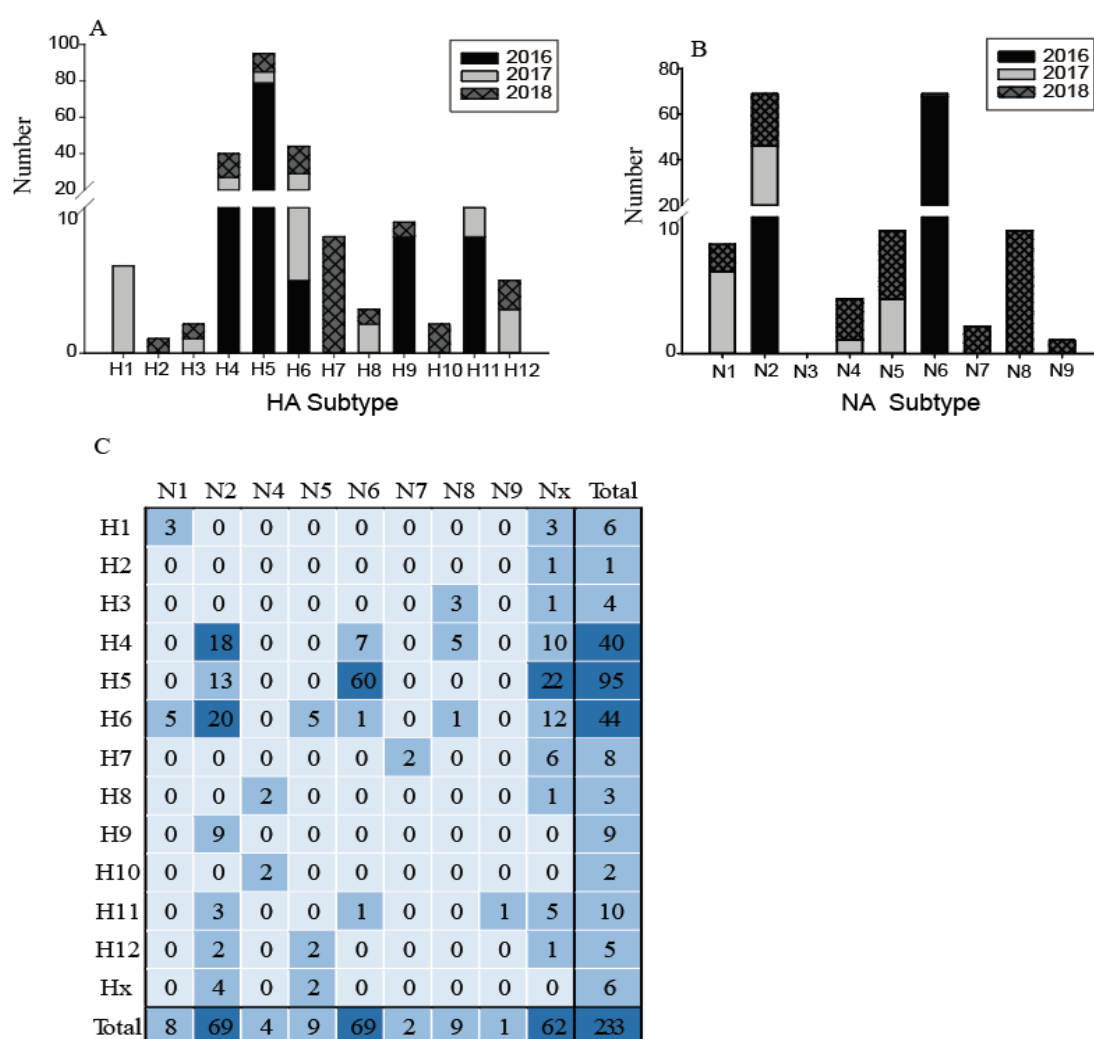 A
2016
2017
2018
Number
100
80
60
40
20
10
0
H1 H2 H3 H4 H5 H6 H7 H8 H9 H10 H11 H12
HA Subtype
B
2016
2017
2018
Number
80
60
40
20
10
0
N1 N2 N3 N4 N5 N6 N7 N8 N9
NA Subtype
C
N1 N2 N4 N5 N6 N7 N8 N9 Nx Total
H1 3 0 0 0 0 0 0 0 3 6
H2 0 0 0 0 0 0 0 0 1 1
H3 0 0 0 0 0 0 3 0 1 4
H4 0 18 0 0 7 0 5 0 10 40
H5 0 13 0 0 60 0 0 0 22 95
H6 5 20 0 5 1 0 1 0 12 44
H7 0 0 0 0 0 2 0 0 6 8
H8 0 0 2 0 0 0 0 0 1 3
H9 0 9 0 0 0 0 0 0 0 9
H10 0 0 2 0 0 0 0 0 0 2
H11 0 3 0 0 1 0 0 1 5 10
H12 0 2 0 2 0 0 0 0 1 5
Hx 0 4 0 2 0 0 0 0 0 6
Total 8 69 4 9 69 2 9 1 62 233